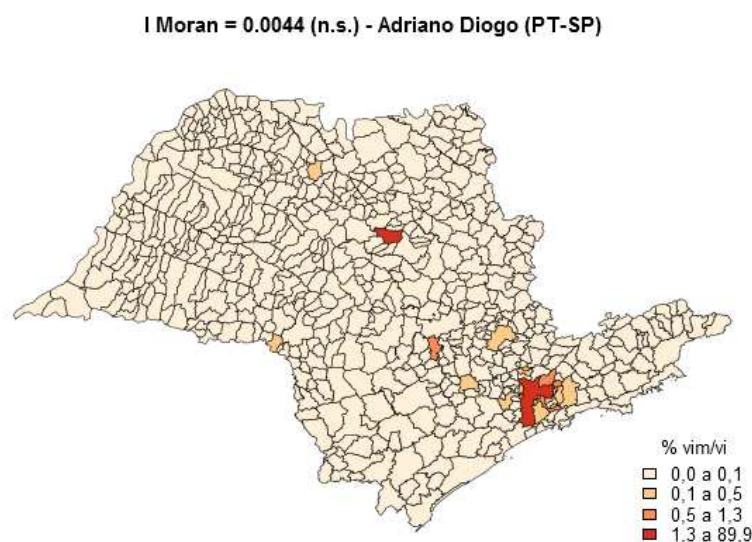 I Moran = 0.0044 (n.s.) - Adriano Diogo (PT-SP)
% vim/vi
0,0 a 0,1
0,1 a 0,5
0,5 a 1,3
1,3 a 89,9